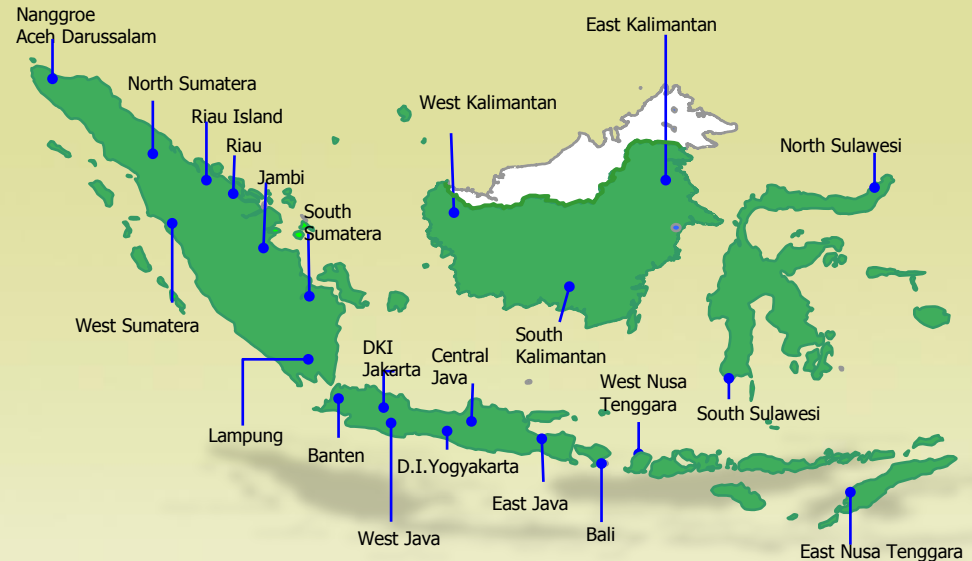 Nanggroe
Aceh Darussalam
East Kalimantan
North Sumatera
West Kalimantan
Riau Island
Riau
North Sulawesi
Jambi
South
Sumatera
West Sumatera
DKI
Jakarta
Central
Java
South
Kalimantan
West Nusa
Tenggara
South Sulawesi
Lampung
Banten
D.I.Yogyakarta
East Java
West Java
Bali
East Nusa Tenggara